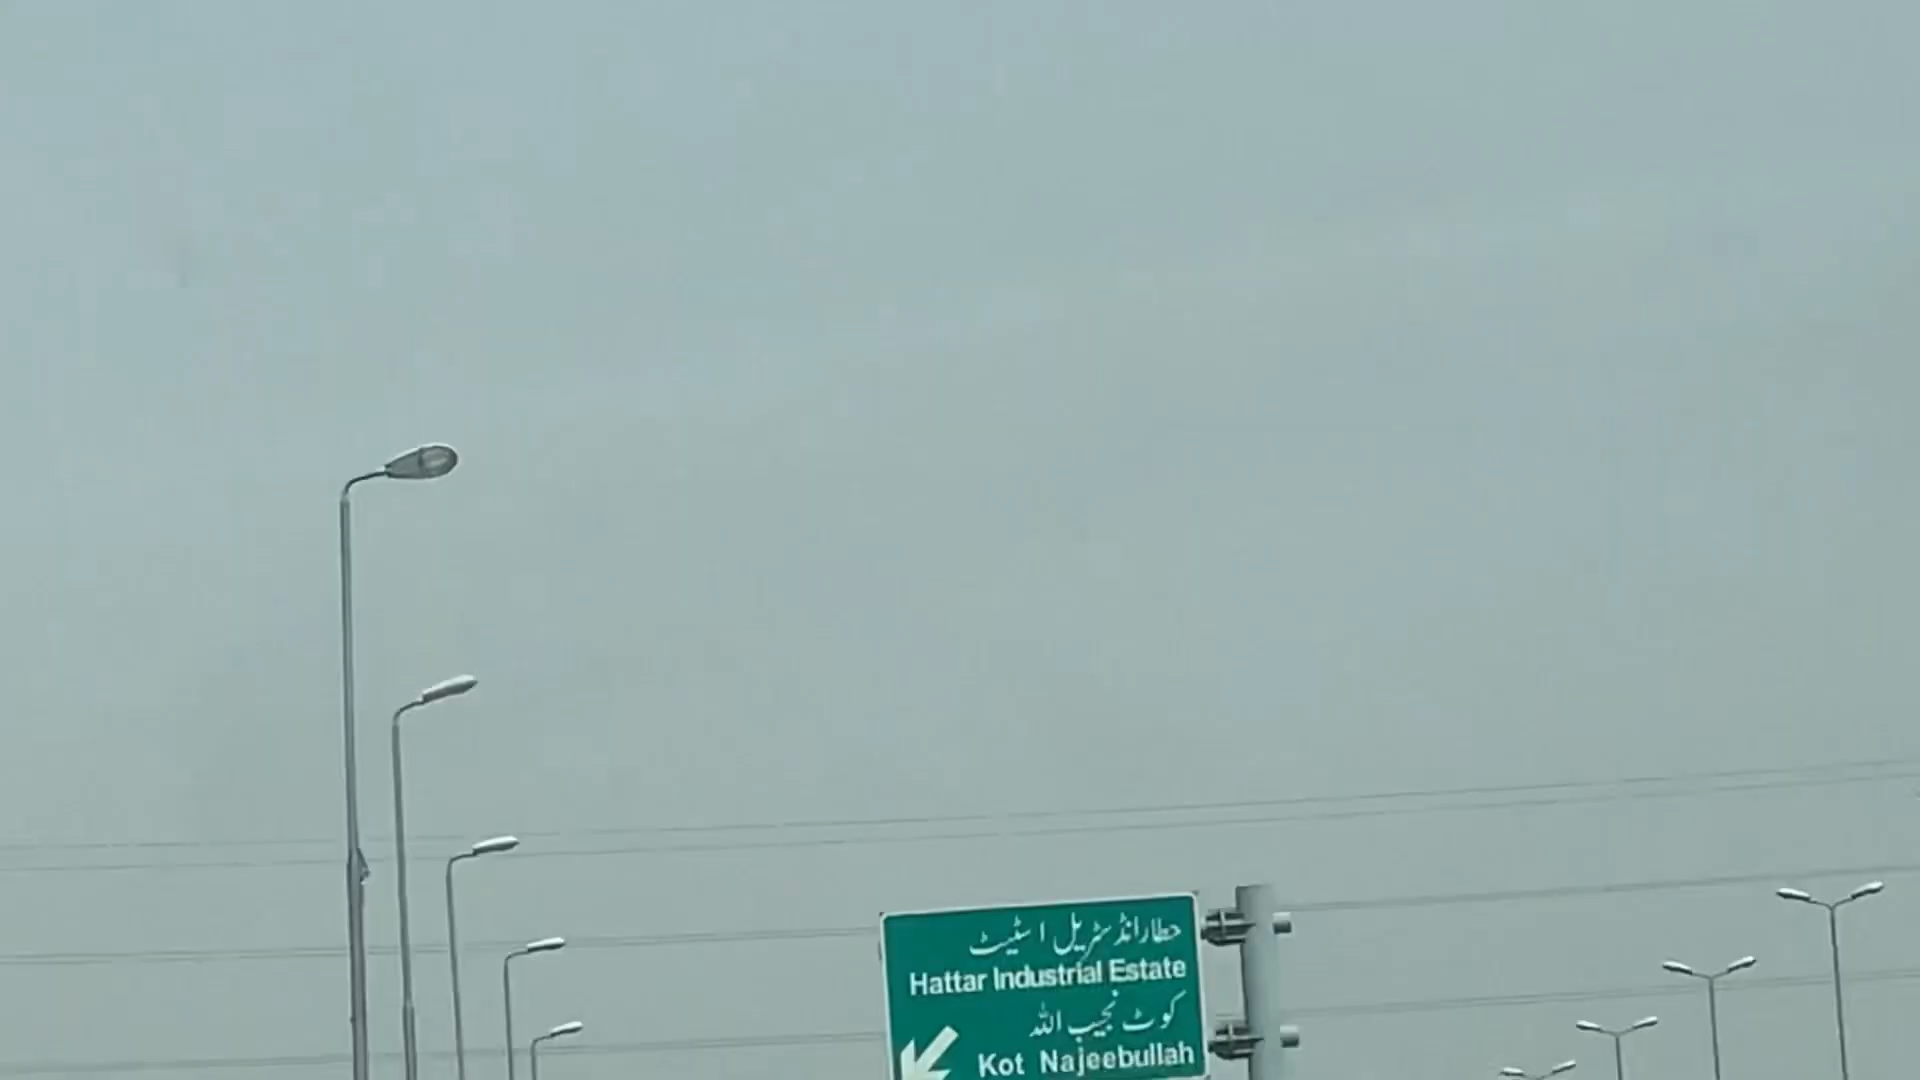 حطار انڈسٹریل اسٹیٹ
Hattar Industrial Estate
کوٹ نجیب اللہ
Kot Najeebullah